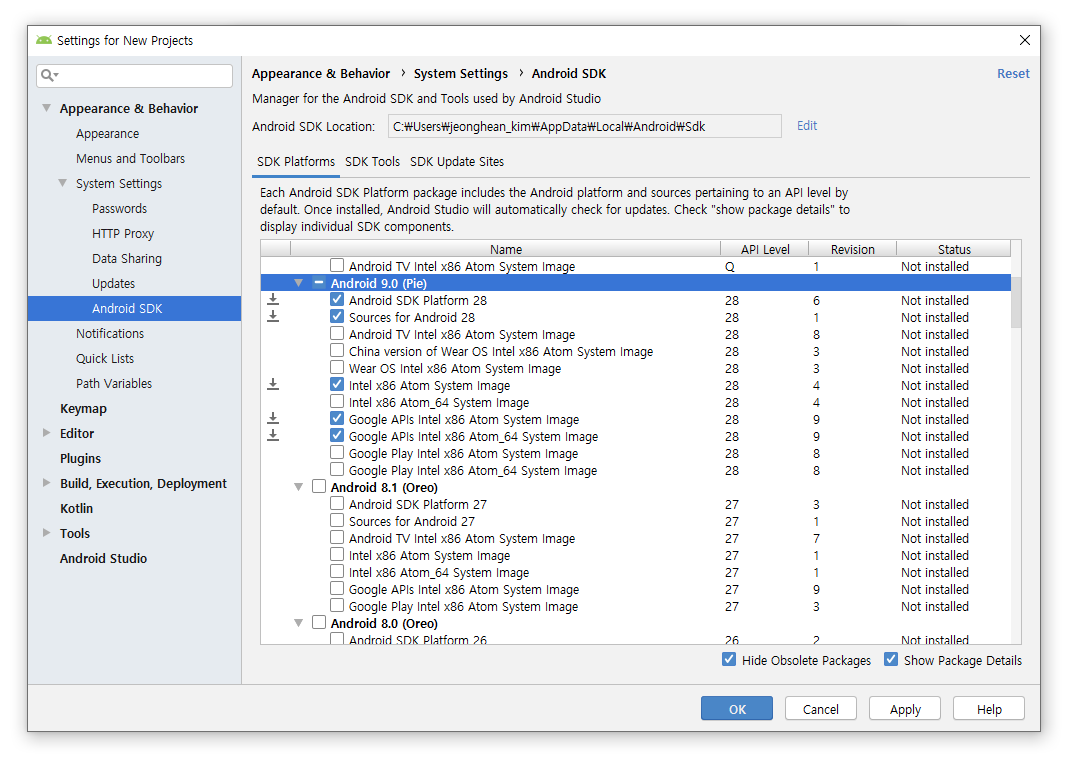 Settings for New Projects
Appearance & Behavior
Appearance
Menus and Toolbars
System Settings
Passwords
HTTP Proxy
Data Sharing
Updates
Android SDK
Notifications
Quick Lists
Path Variables
Keymap
Editor
Plugins
Build, Execution, Deployment
Kotlin
Tools
Android Studio
Appearance & Behavior › System Settings › Android SDK Reset
Manager for the Android SDK and Tools used by Android Studio
Android SDK Location: C:₩Users₩jeonghean_kim₩AppData₩Local₩Android₩Sdk Edit
SDK Platforms SDK Tools SDK Update Sites
Each Android SDK Platform package includes the Android platform and sources pertaining to an API level by
default. Once installed, Android Studio will automatically check for updates. Check "show package details" to
display individual SDK components.
Name API Level Revision Status
Android TV Intel x86 Atom System Image Q 1 Not installed
Android 9.0 (Pie)
Android SDK Platform 28 28 6 Not installed
Sources for Android 28 28 1 Not installed
Android TV Intel x86 Atom System Image 28 8 Not installed
China version of Wear OS Intel x86 Atom System Image 28 3 Not installed
Wear OS Intel x86 Atom System Image 28 3 Not installed
Intel x86 Atom System Image 28 4 Not installed
Intel x86 Atom_64 System Image 28 4 Not installed
Google APIs Intel x86 Atom System Image 28 9 Not installed
Google APIs Intel x86 Atom_64 System Image 28 9 Not installed
Google Play Intel x86 Atom System Image 28 8 Not installed
Google Play Intel x86 Atom_64 System Image 28 8 Not installed
Android 8.1 (Oreo)
Android SDK Platform 27 27 3 Not installed
Sources for Android 27 27 1 Not installed
Android TV Intel x86 Atom System Image 27 7 Not installed
Intel x86 Atom System Image 27 1 Not installed
Intel x86 Atom_64 System Image 27 1 Not installed
Google APIs Intel x86 Atom System Image 27 9 Not installed
Google Play Intel x86 Atom System Image 27 3 Not installed
Android 8.0 (Oreo)
Android SDK Platform 26 26 2 Not installed
Hide Obsolete Packages Show Package Details
OK Cancel Apply Help